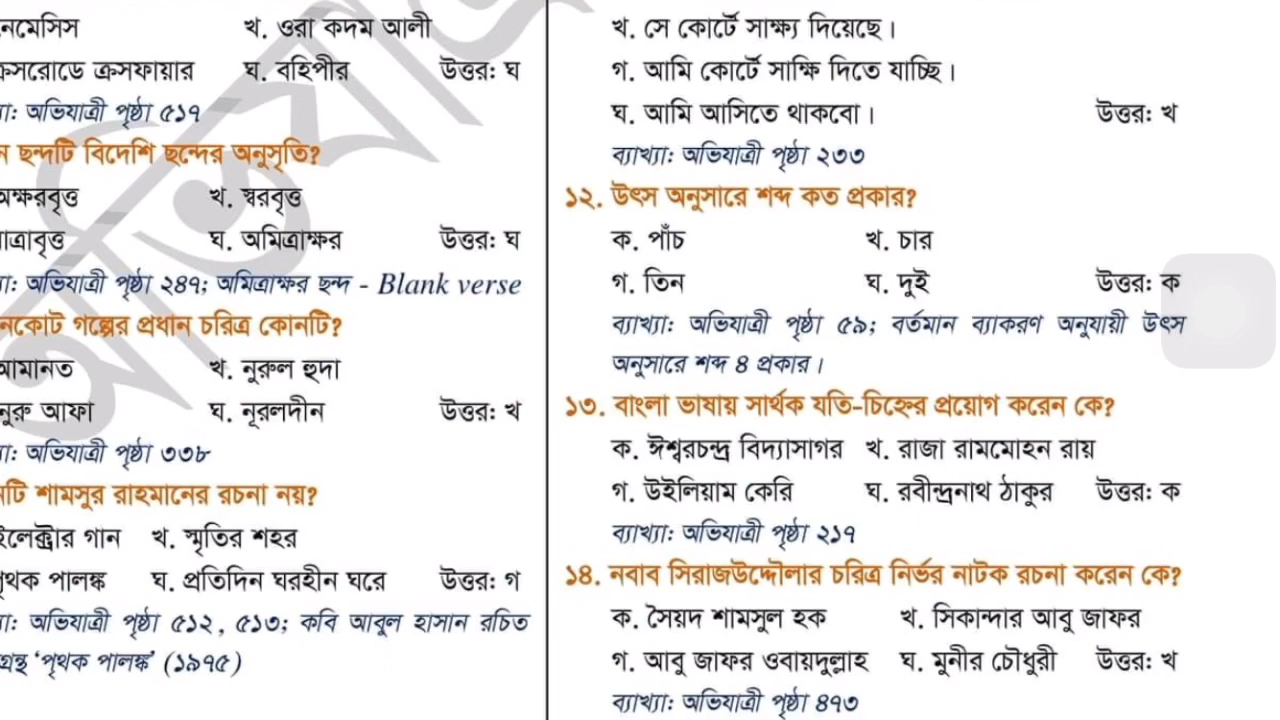 নেমেসিস খ. ওরা কদম আলী
ক্রসরোডে ক্রসফায়ার ঘ. বহিপীর উত্তর: ঘ
অভিযাত্রী পৃষ্ঠা ৫১৭
ছন্দটি বিদেশি ছন্দের অনুসৃতি?
অক্ষরবৃত্ত খ. স্বরবৃত্ত
মাত্রাবৃত্ত ঘ. অমিত্রাক্ষর উত্তর: ঘ
অভিযাত্রী পৃষ্ঠা ২৪৭; অমিত্রাক্ষর ছন্দ - Blank verse
গল্পের প্রধান চরিত্র কোনটি?
আমানত খ. নুরুল হুদা
নুরু আফা ঘ. নূরলদীন উত্তর: খ
অভিযাত্রী পৃষ্ঠা ৩৩৮
শামসুর রাহমানের রচনা নয়?
ইলেক্ট্রার গান খ. স্মৃতির শহর
পৃথক পালঙ্ক ঘ. প্রতিদিন ঘরহীন ঘরে উত্তর: গ
অভিযাত্রী পৃষ্ঠা ৫১২, ৫১৩; কবি আবুল হাসান রচিত
‘পৃথক পালঙ্ক’ (১৯৭৫)
খ. সে কোর্টে সাক্ষ্য দিয়েছে।
গ. আমি কোর্টে সাক্ষি দিতে যাচ্ছি।
ঘ. আমি আসিতে থাকবো। উত্তর: খ
ব্যাখ্যা: অভিযাত্রী পৃষ্ঠা ২৩৩
১২. উৎস অনুসারে শব্দ কত প্রকার?
ক. পাঁচ খ. চার
গ. তিন ঘ. দুই উত্তর: ক
ব্যাখ্যা: অভিযাত্রী পৃষ্ঠা ৫৯; বর্তমান ব্যাকরণ অনুযায়ী উৎস
অনুসারে শব্দ ৪ প্রকার।
১৩. বাংলা ভাষায় সার্থক যতি-চিহ্নের প্রয়োগ করেন কে?
ক. ঈশ্বরচন্দ্র বিদ্যাসাগর খ. রাজা রামমোহন রায়
গ. উইলিয়াম কেরি ঘ. রবীন্দ্রনাথ ঠাকুর উত্তর: ক
ব্যাখ্যা: অভিযাত্রী পৃষ্ঠা ২১৭
১৪. নবাব সিরাজউদ্দৌলার চরিত্র নির্ভর নাটক রচনা করেন কে?
ক. সৈয়দ শামসুল হক খ. সিকান্দার আবু জাফর
গ. আবু জাফর ওবায়দুল্লাহ ঘ. মুনীর চৌধুরী উত্তর: খ
ব্যাখ্যা: অভিযাত্রী পৃষ্ঠা ৪৭৩